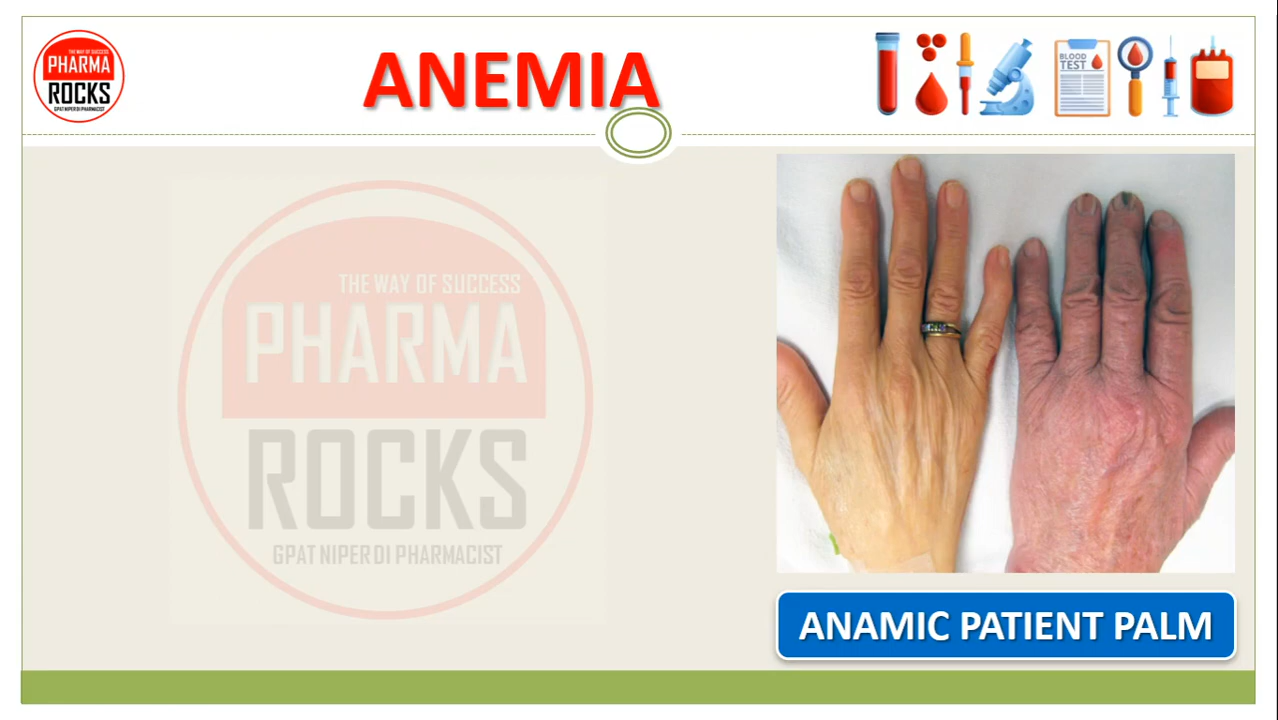 THE WAY OF SUCCESS
PHARMA
ROCKS
GPAT NIPER DI PHARMACIST
ANEMIA
BLOOD
TEST
THE WAY OF SUCCESS
PHARMA
ROCKS
GPAT NIPER DI PHARMACIST
ANAMIC PATIENT PALM